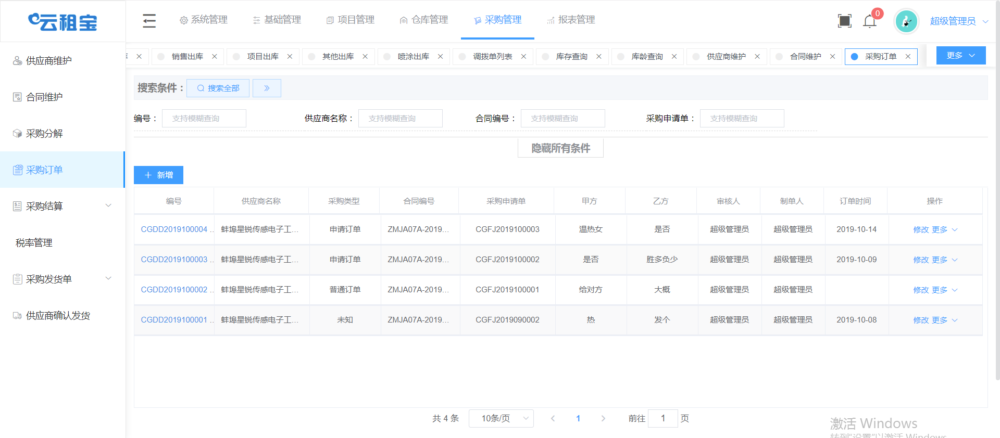 云租宝
系统管理 基础管理 项目管理 仓库管理 采购管理 报表管理 0 超级管理员
销售出库 项目出库 其他出库 喷涂出库 调拨单列表 库存查询 库龄查询 供应商维护 合同维护 采购订单 更多
供应商维护
合同维护
采购分解
采购订单
采购结算
税率管理
采购发货单
供应商确认发货
搜索条件： 搜索全部
编号： 支持模糊查询 供应商名称： 支持模糊查询 合同编号： 支持模糊查询 采购申请单： 支持模糊查询
隐藏所有条件
新增
编号 供应商名称 采购类型 合同编号 采购申请单 甲方 乙方 审核人 制单人 订单时间 操作
CGDD2019100004 .. 蚌埠星锐传感电子工... 申请订单 ZMJA07A-2019... CGFJ2019100003 温热女 是否 超级管理员 超级管理员 2019-10-14 修改 更多
CGDD2019100003 .. 蚌埠星锐传感电子工... 申请订单 ZMJA07A-2019... CGFJ2019100002 是否 胜多负少 超级管理员 超级管理员 2019-10-09 修改 更多
CGDD2019100002 .. 蚌埠星锐传感电子工... 普通订单 ZMJA07A-2019... CGFJ2019100001 给对方 大概 超级管理员 超级管理员 修改 更多
CGDD2019100001 .. 蚌埠星锐传感电子工... 未知 ZMJA07A-2019... CGFJ2019090002 热 发个 超级管理员 超级管理员 2019-10-08 修改 更多
共 4 条 10条/页 1 前往 1 页
激活 Windows
转到"设置"以激活 Windows